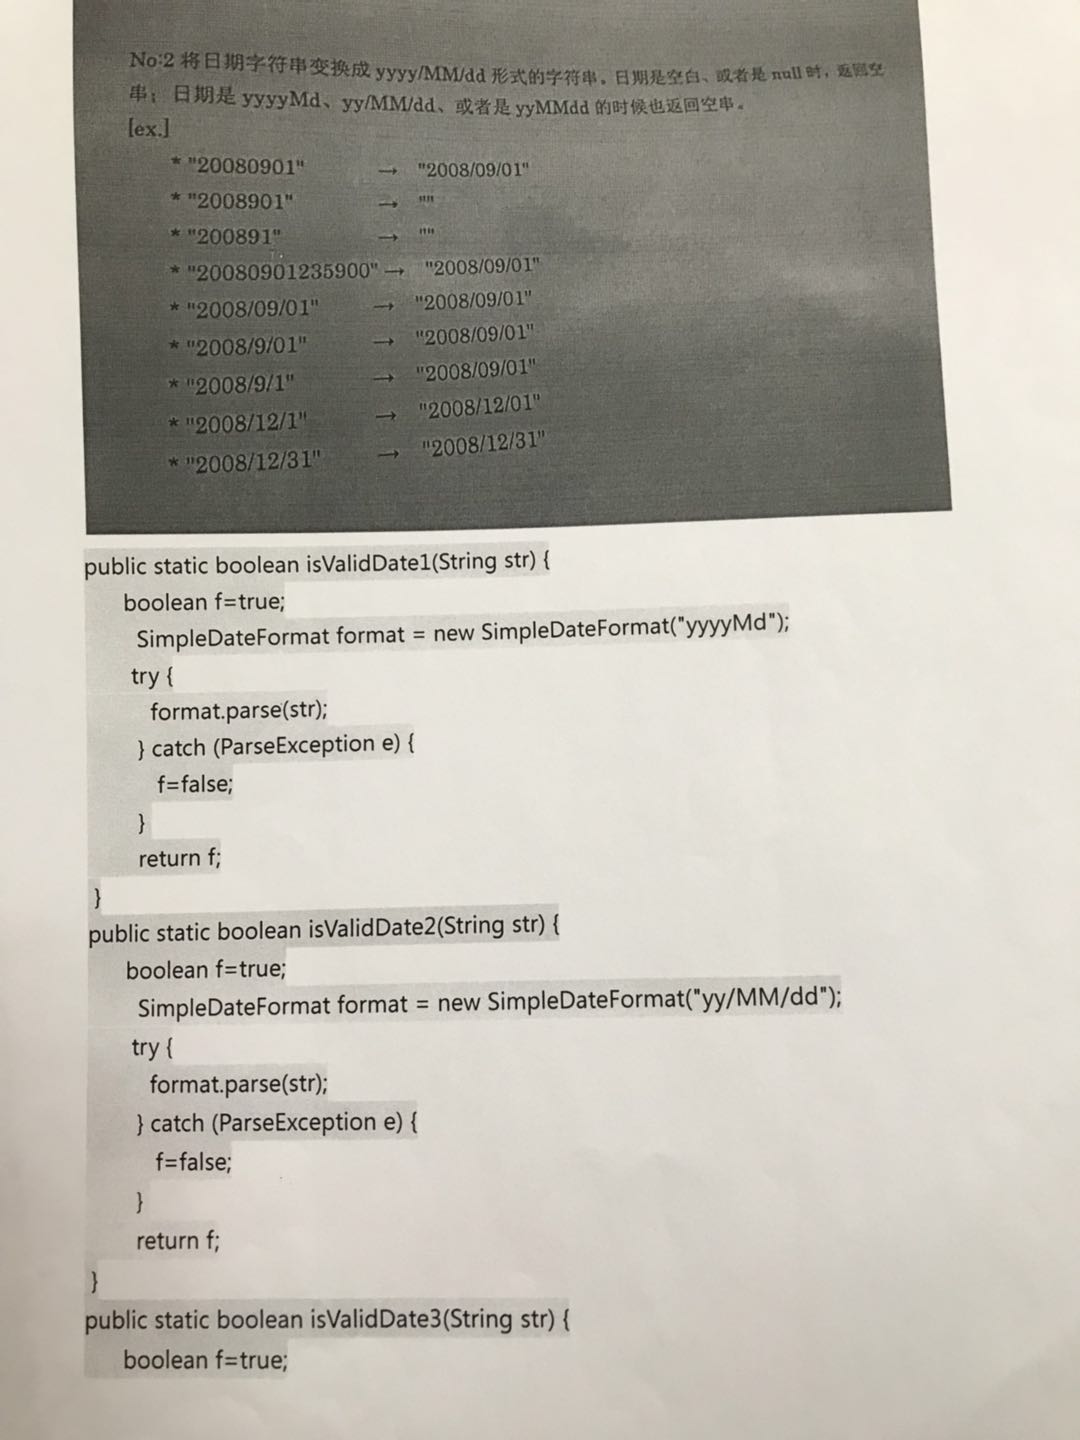 No:2 将日期字符串变换成 yyyy/MM/dd 形式的字符串。日期是空白、或者是 null 时，返回空
串；日期是 yyyyMd、yy/MM/dd、或者是 yyMMdd 的时候也返回空串。
[ex.]
* "20080901" → "2008/09/01"
* "2008901" → ""
* "200891" → ""
* "20080901235900" → "2008/09/01"
* "2008/09/01" → "2008/09/01"
* "2008/9/01" → "2008/09/01"
* "2008/9/1" → "2008/09/01"
* "2008/12/1" → "2008/12/01"
* "2008/12/31" → "2008/12/31"
public static boolean isValidDate1(String str) {
boolean f=true;
SimpleDateFormat format = new SimpleDateFormat("yyyyMd");
try {
format.parse(str);
} catch (ParseException e) {
f=false;
}
return f;
}
public static boolean isValidDate2(String str) {
boolean f=true;
SimpleDateFormat format = new SimpleDateFormat("yy/MM/dd");
try {
format.parse(str);
} catch (ParseException e) {
f=false;
}
return f;
}
public static boolean isValidDate3(String str) {
boolean f=true;